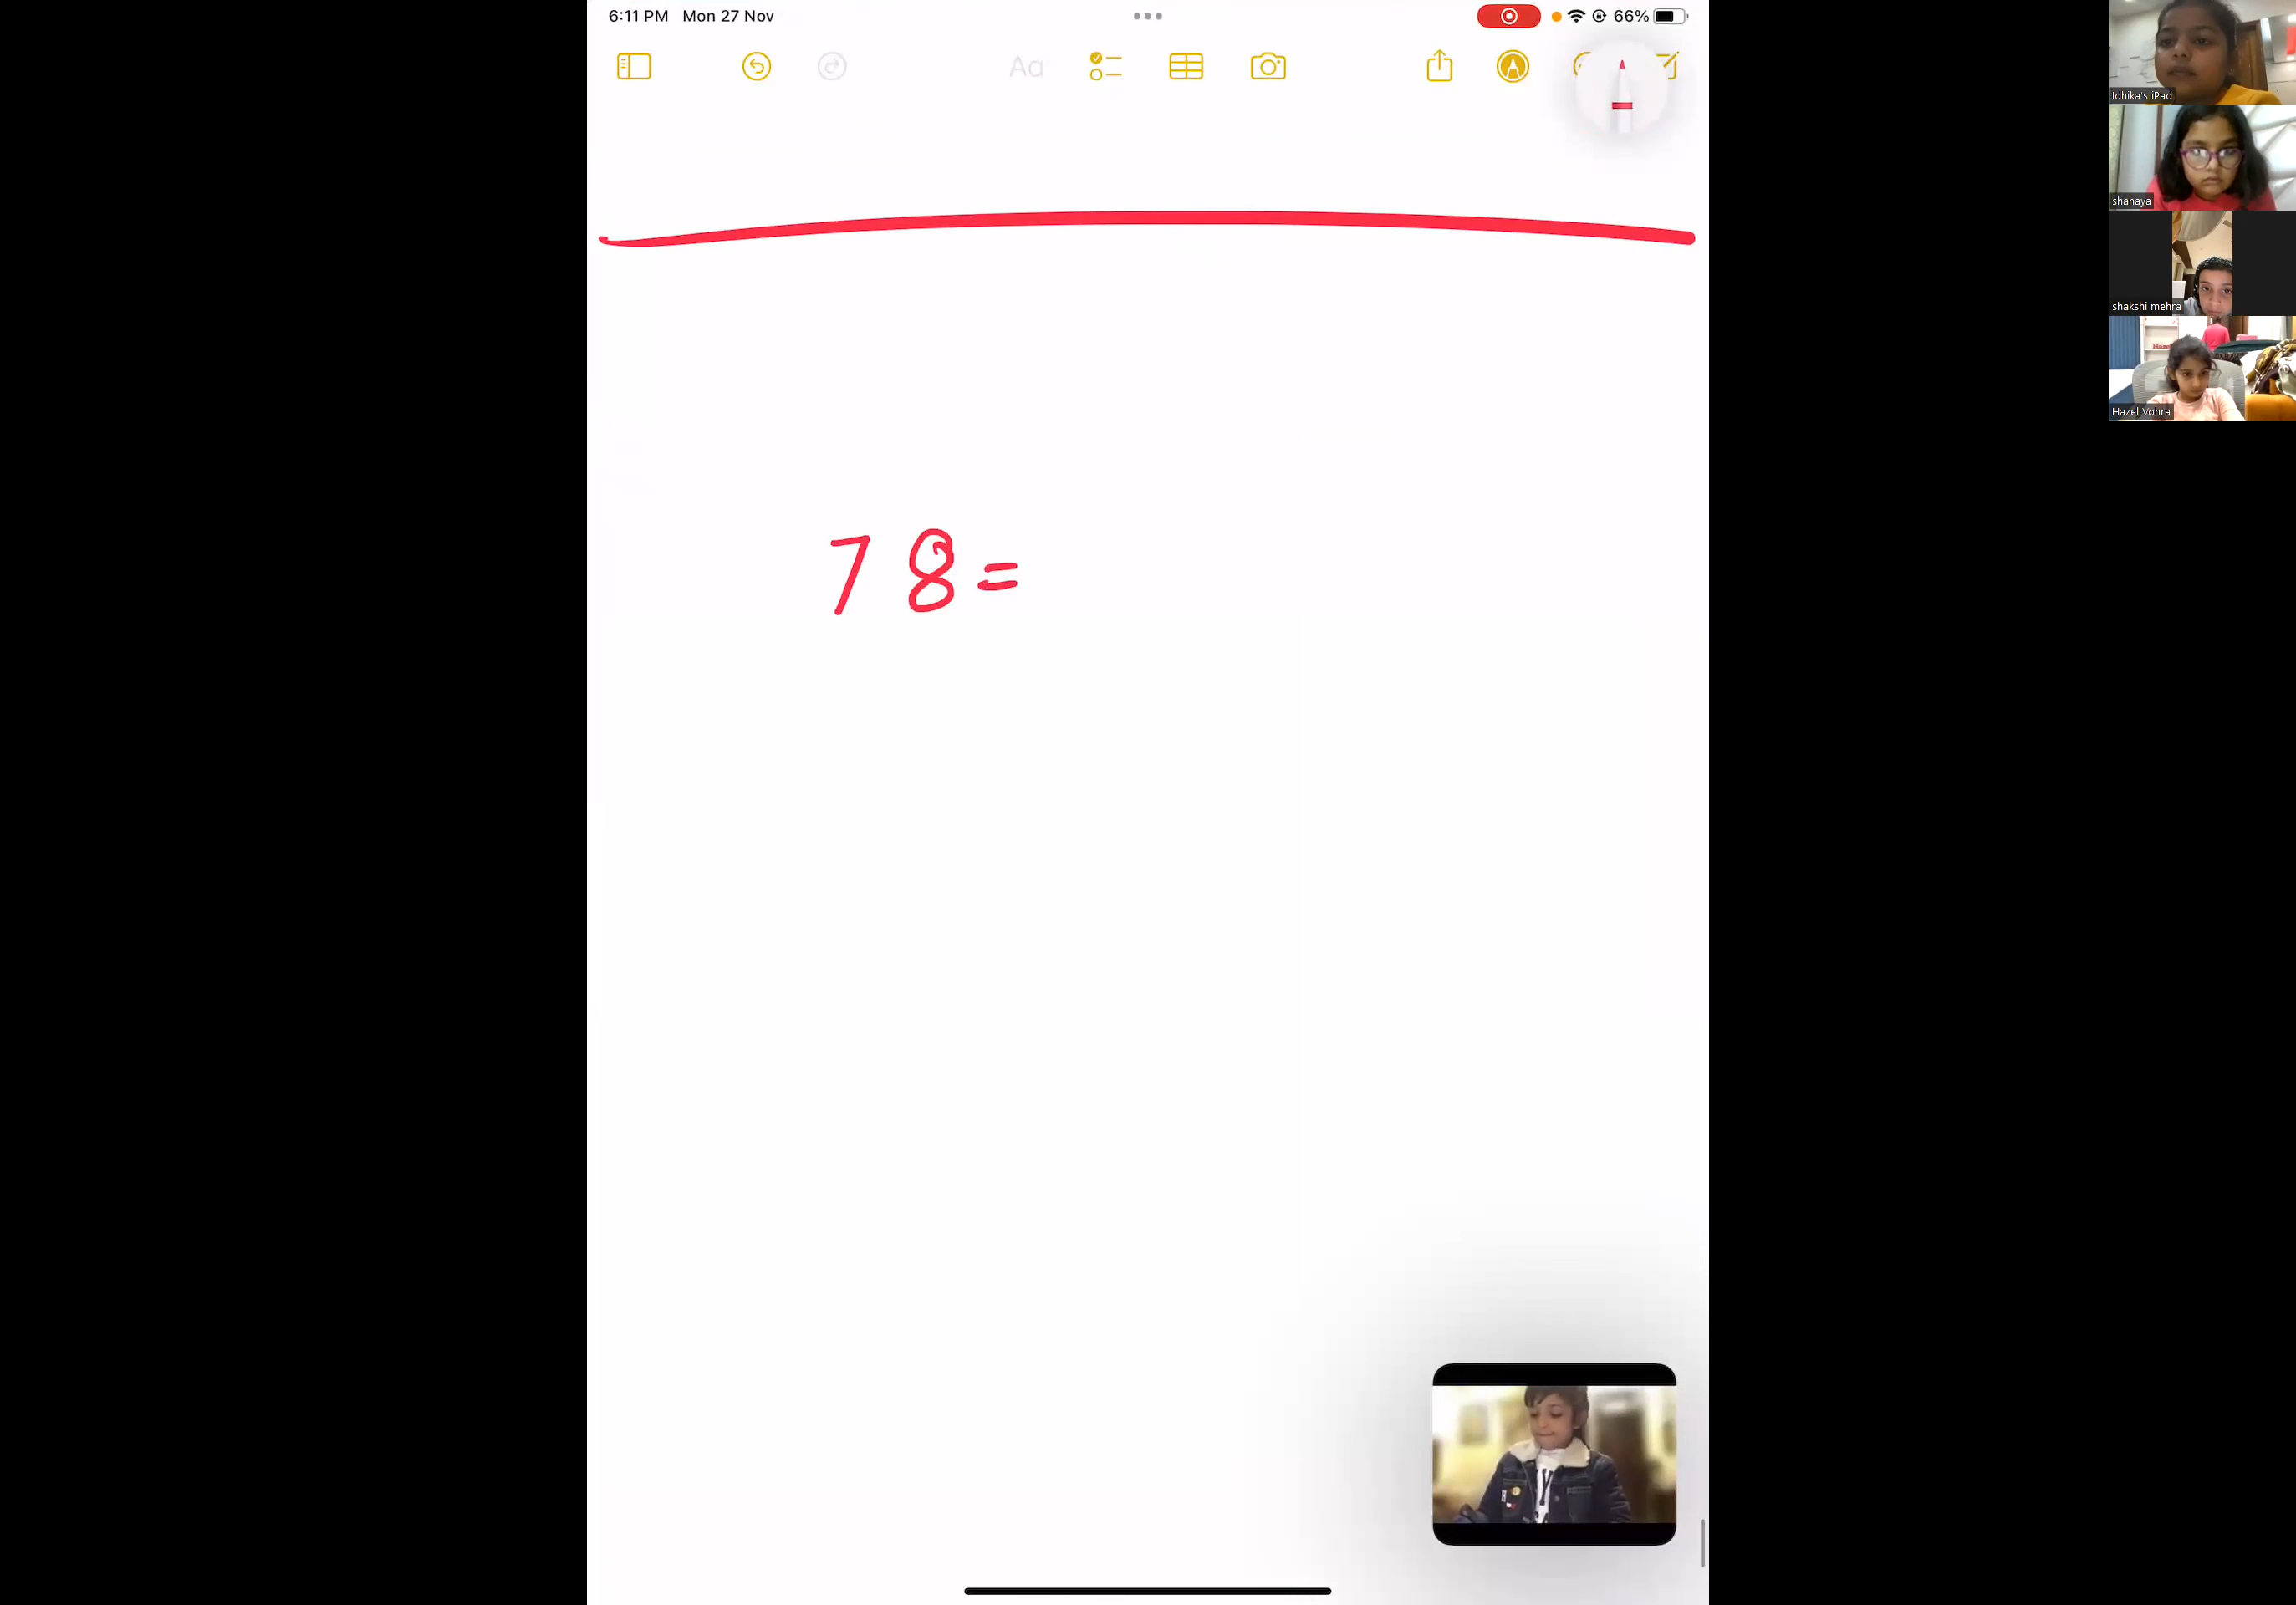 6:11 PM Mon 27 Nov
66%
Aa
78=
Idhika's iPad
shanaya
shakshi mehra
Hazel Vohra